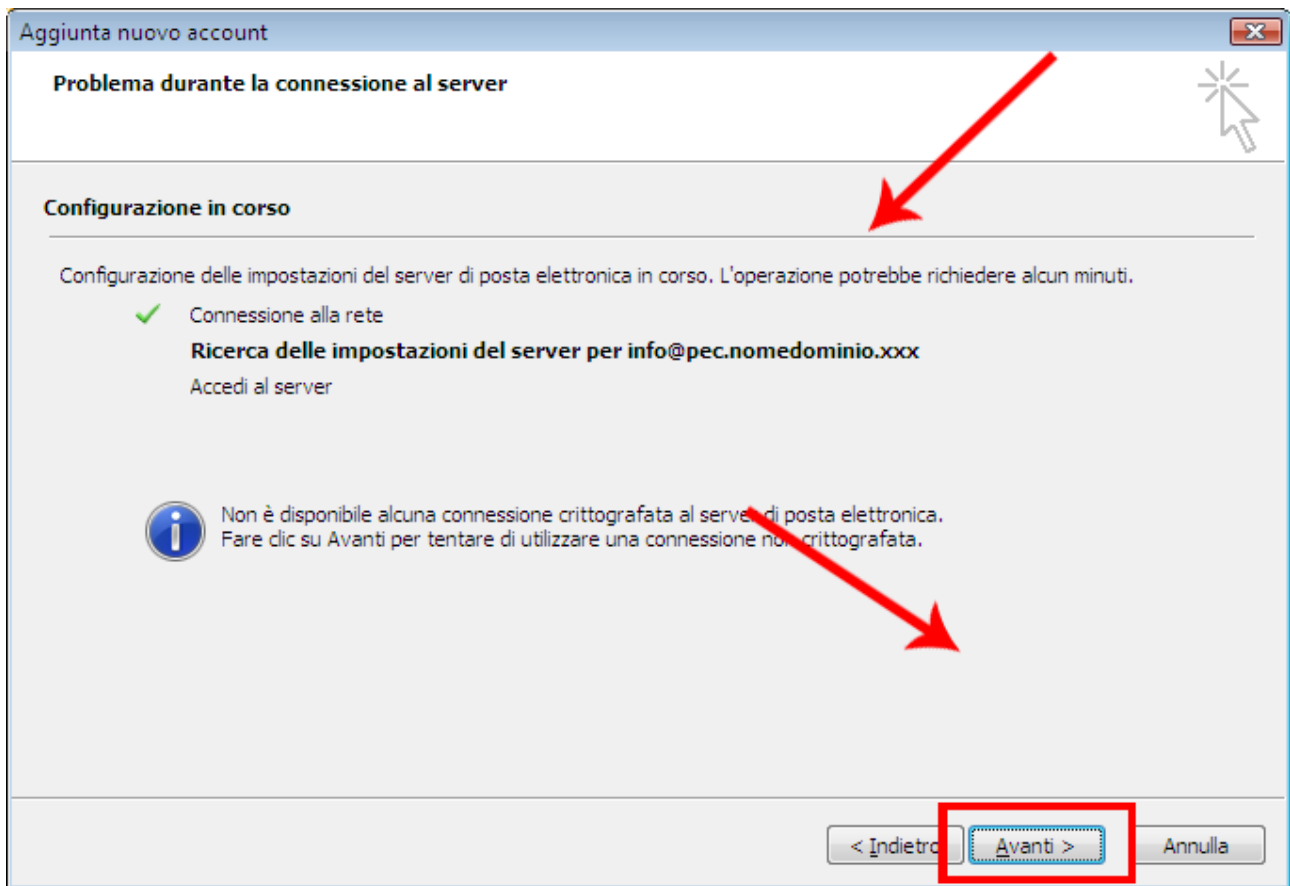 Aggiunta nuovo account
Problema durante la connessione al server
Configurazione in corso
Configurazione delle impostazioni del server di posta elettronica in corso. L'operazione potrebbe richiedere alcun minuti.
Connessione alla rete
Ricerca delle impostazioni del server per info@pec.nomedominio.xxx
Accedi al server
Non è disponibile alcuna connessione crittografata al server di posta elettronica.
Fare clic su Avanti per tentare di utilizzare una connessione non crittografata.
< Indietro Avanti > Annulla